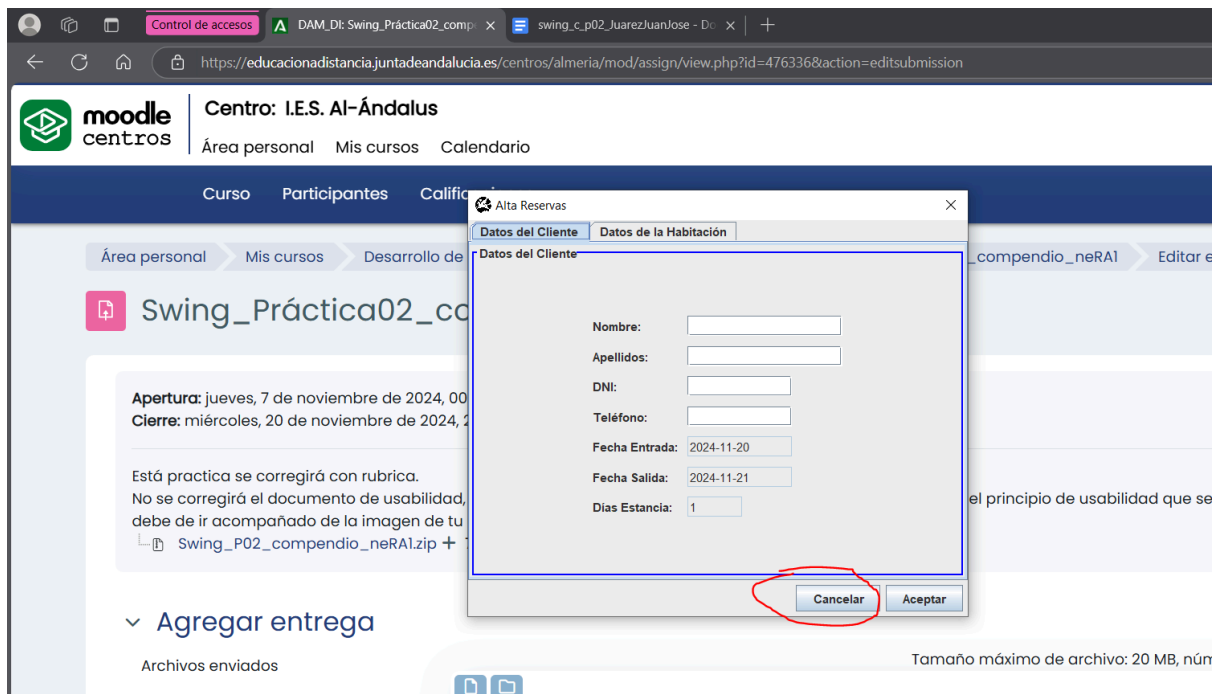 Control de accesos
DAM_DI: Swing_Práctica02_comp
swing_c_p02_JuarezJuanJose - Do
https://educacionadistancia.juntadeandalucia.es/centros/almeria/mod/assign/view.php?id=476336&action=editsubmission
moodle
centros
Centro: I.E.S. Al-Ándalus
Área personal Mis cursos Calendario
Curso Participantes Calific
Área personal Mis cursos Desarrollo de _compendio_neRA1 Editar e
Swing_Práctica02_co
Apertura: jueves, 7 de noviembre de 2024, 00
Cierre: miércoles, 20 de noviembre de 2024, 2
Está practica se corregirá con rubrica.
No se corregirá el documento de usabilidad, el principio de usabilidad que se
debe de ir acompañado de la imagen de tu
Swing_P02_compendio_neRA1.zip
Agregar entrega
Archivos enviados
Tamaño máximo de archivo: 20 MB, núm
Alta Reservas
Datos del Cliente Datos de la Habitación
Datos del Cliente
Nombre:
Apellidos:
DNI:
Teléfono:
Fecha Entrada: 2024-11-20
Fecha Salida: 2024-11-21
Días Estancia: 1
Cancelar Aceptar